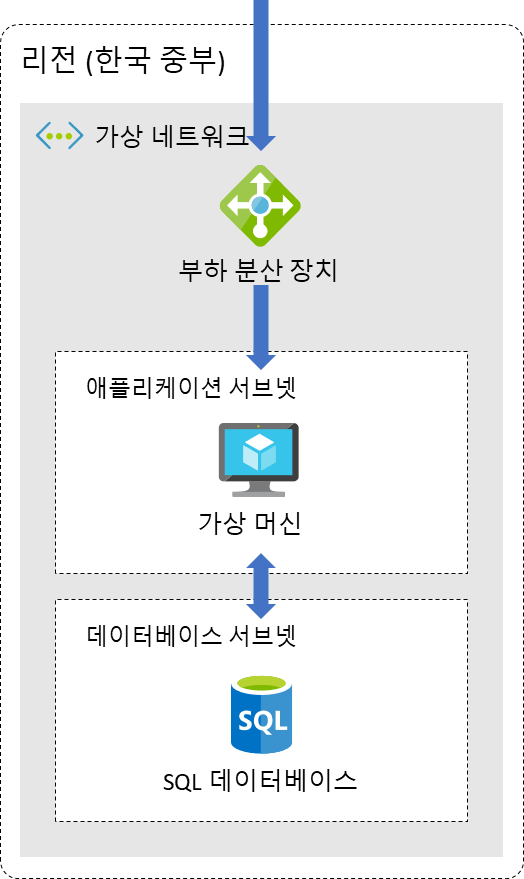 리전 (한국 중부)
가상 네트워크
부하 분산 장치
애플리케이션 서브넷
가상 머신
데이터베이스 서브넷
SQL
SQL 데이터베이스